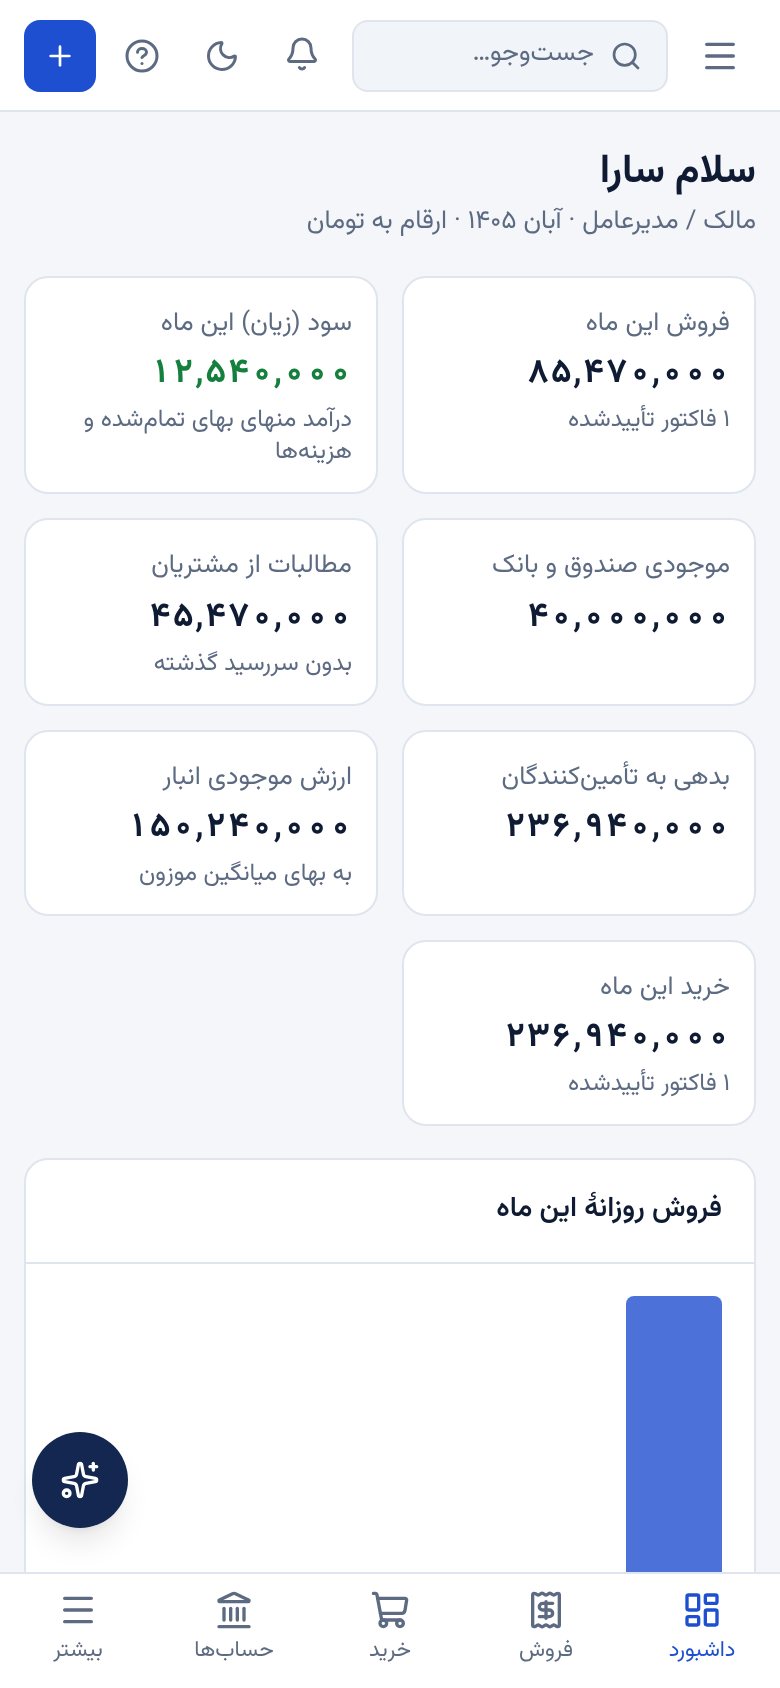 جست‌وجو...
سلام سارا
مالک / مدیرعامل · آبان ۱۴۰۵ · ارقام به تومان
فروش این ماه
۸۵,۴۷۰,۰۰۰
۱ فاکتور تأییدشده
سود (زیان) این ماه
۱۲,۵۴۰,۰۰۰
درآمد منهای بهای تمام‌شده و
هزینه‌ها
موجودی صندوق و بانک
۴۰,۰۰۰,۰۰۰
مطالبات از مشتریان
۴۵,۴۷۰,۰۰۰
بدون سررسید گذشته
بدهی به تأمین‌کنندگان
۲۳۶,۹۴۰,۰۰۰
ارزش موجودی انبار
۱۵۰,۲۴۰,۰۰۰
به بهای میانگین موزون
خرید این ماه
۲۳۶,۹۴۰,۰۰۰
۱ فاکتور تأییدشده
فروش روزانهٔ این ماه
داشبورد
فروش
خرید
حساب‌ها
بیشتر